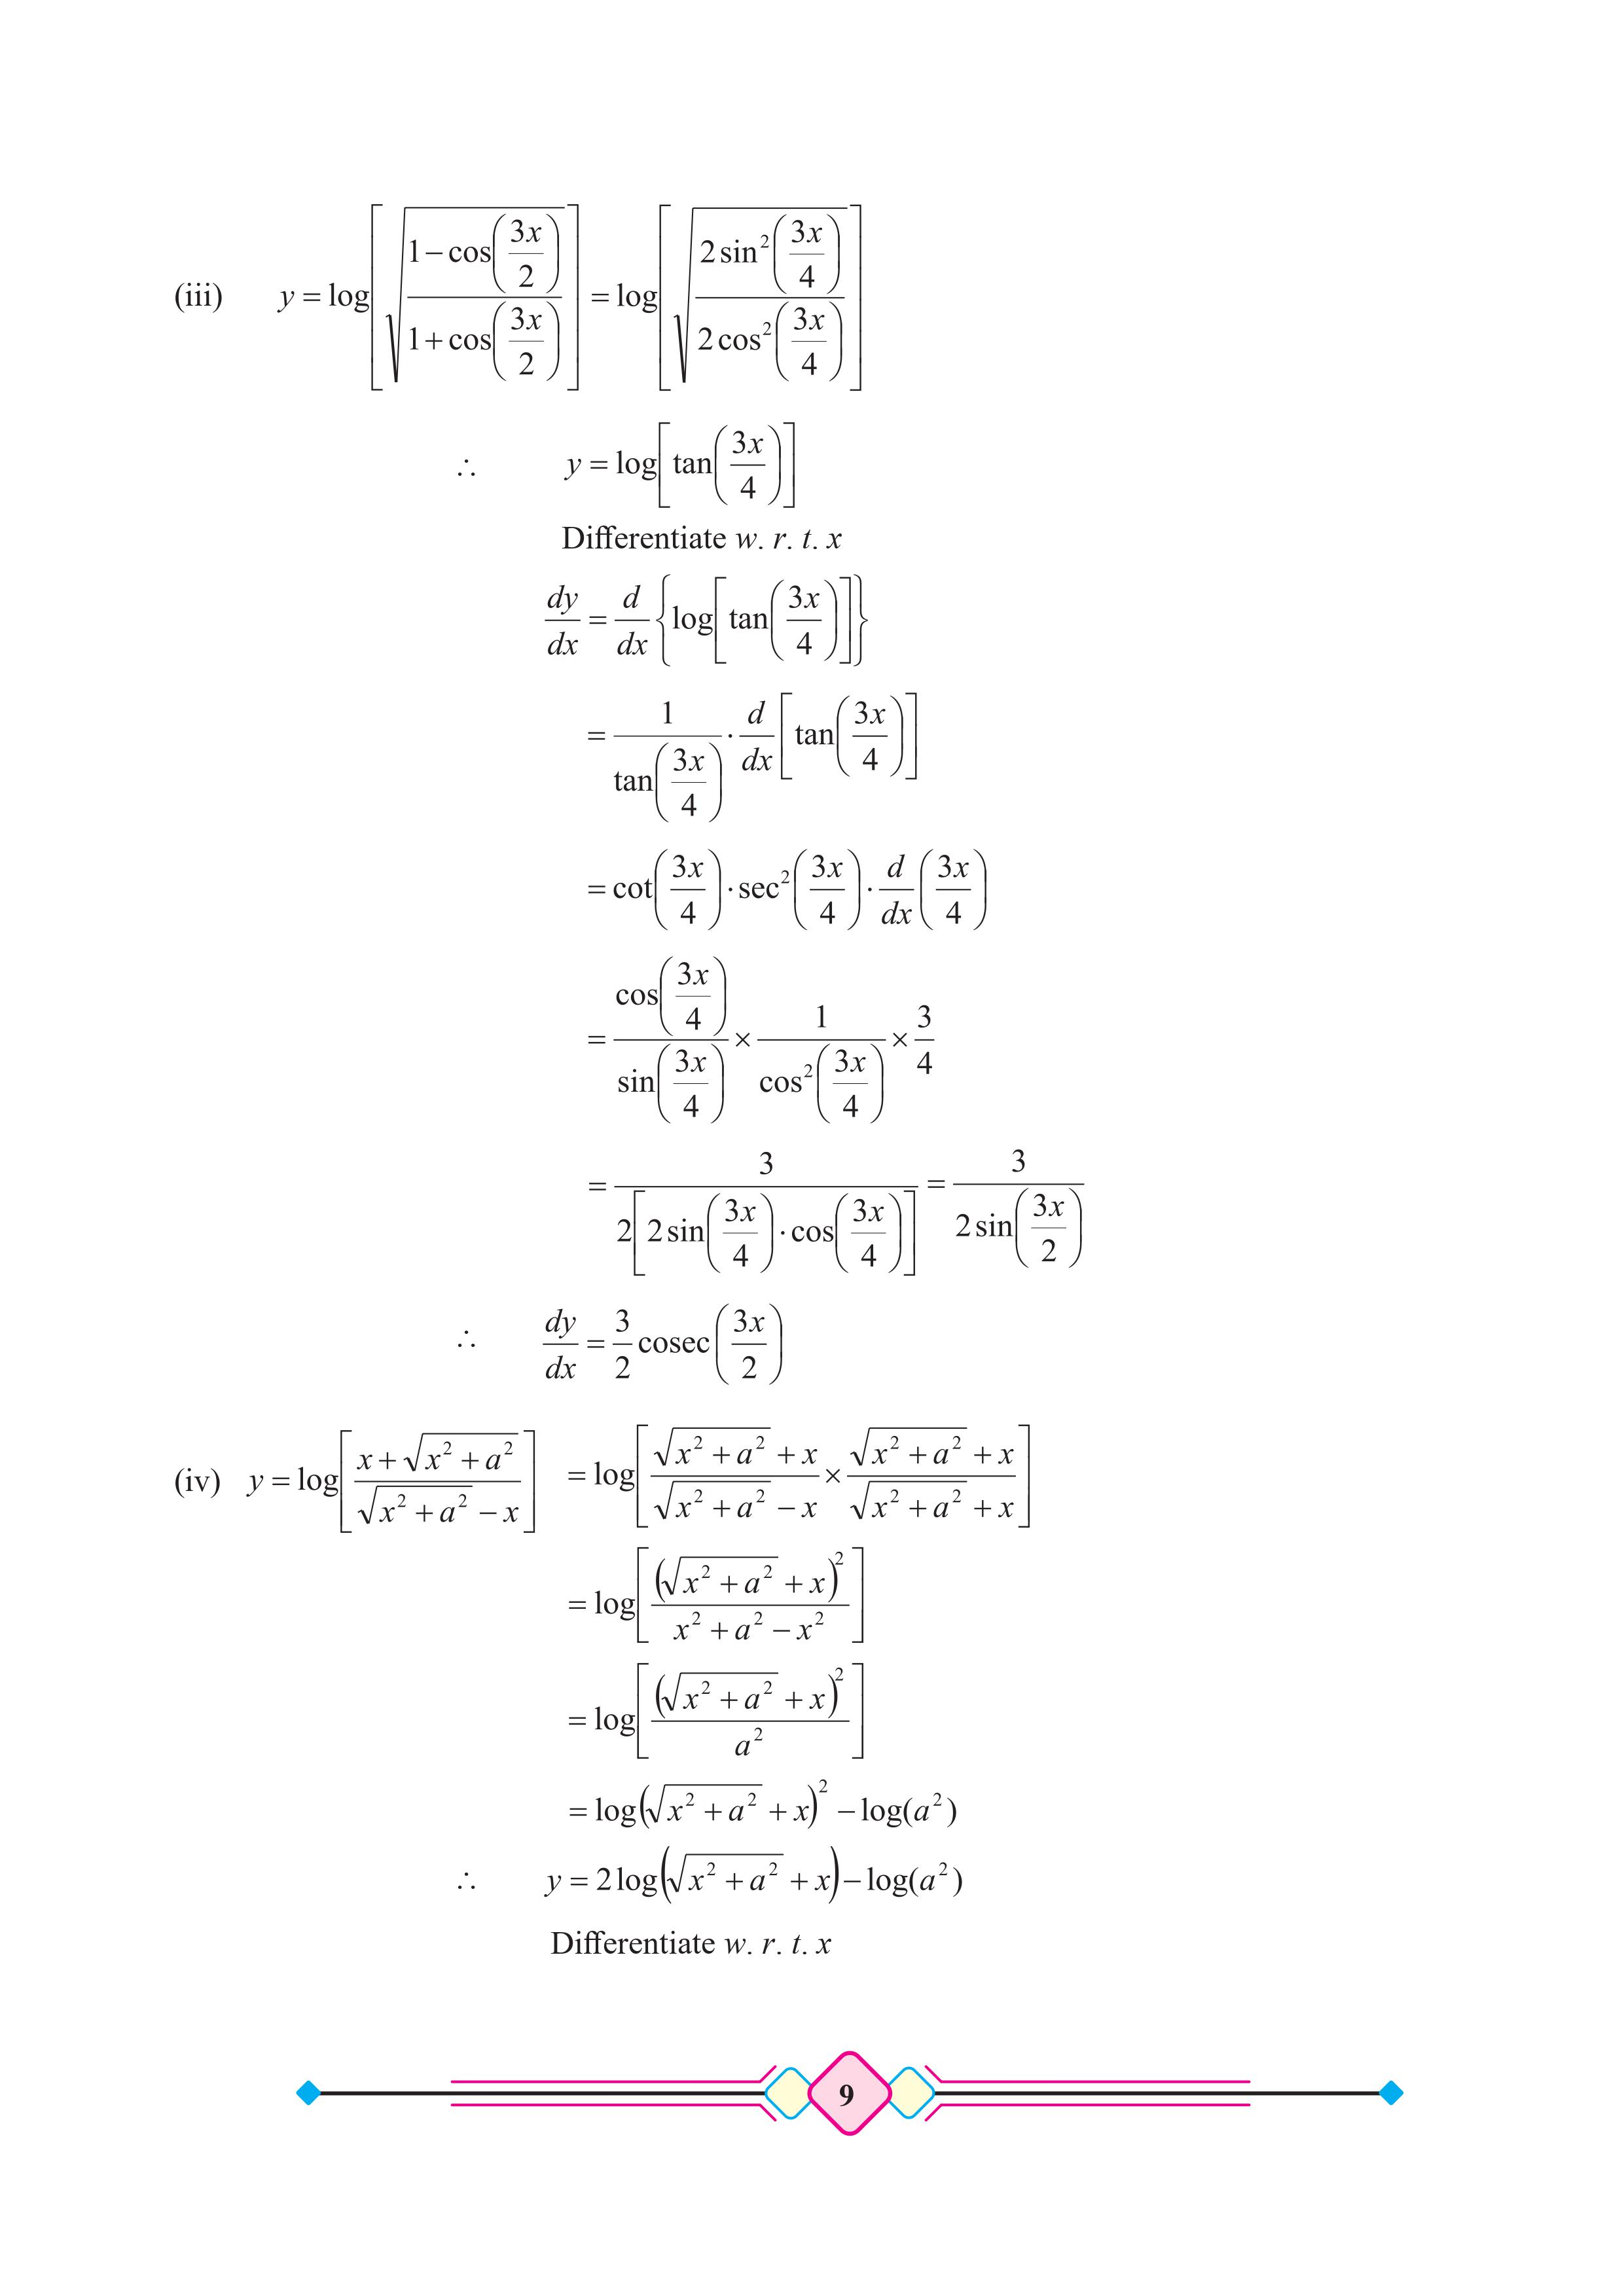 (iii) y = log[√((1 − cos(3x/2))/(1 + cos(3x/2)))] = log[√((2 sin²(3x/4))/(2 cos²(3x/4)))]
∴ y = log[tan(3x/4)]
Differentiate w. r. t. x
dy/dx = d/dx {log[tan(3x/4)]}
= 1/tan(3x/4) · d/dx [tan(3x/4)]
= cot(3x/4) · sec²(3x/4) · d/dx (3x/4)
= cos(3x/4)/sin(3x/4) × 1/cos²(3x/4) × 3/4
= 3/(2[2 sin(3x/4) · cos(3x/4)]) = 3/(2 sin(3x/2))
∴ dy/dx = 3/2 cosec (3x/2)
(iv) y = log[(x + √(x² + a²))/(√(x² + a²) − x)] = log[(√(x² + a²) + x)/(√(x² + a²) − x) × (√(x² + a²) + x)/(√(x² + a²) + x)]
= log[(√(x² + a²) + x)²/(x² + a² − x²)]
= log[(√(x² + a²) + x)²/a²]
= log(√(x² + a²) + x)² − log(a²)
∴ y = 2 log(√(x² + a²) + x) − log(a²)
Differentiate w. r. t. x
9